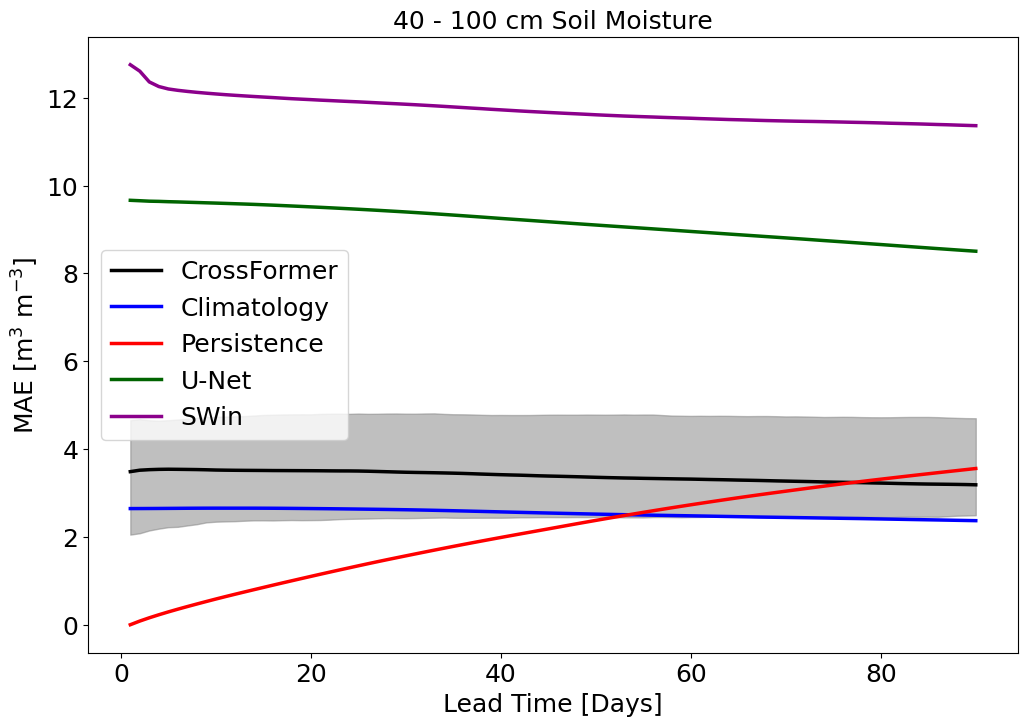 40 - 100 cm Soil Moisture
MAE [m³ m⁻³]
12
10
8
6
4
2
0
CrossFormer
Climatology
Persistence
U-Net
SWin
0 20 40 60 80
Lead Time [Days]